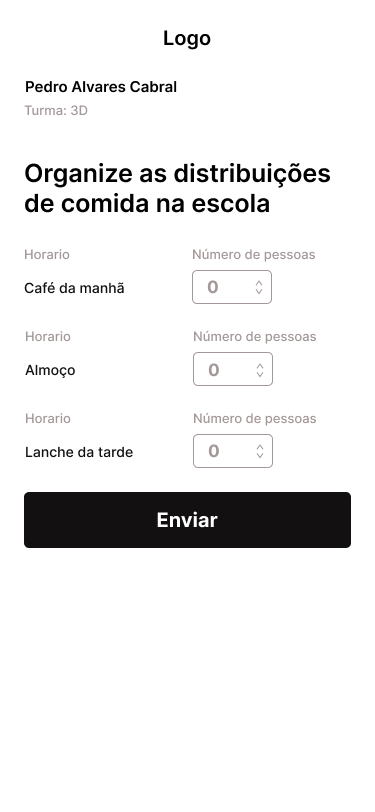 Logo
Pedro Alvares Cabral
Turma: 3D
Organize as distribuições
de comida na escola
Horario Número de pessoas
Café da manhã 0
Horario Número de pessoas
Almoço 0
Horario Número de pessoas
Lanche da tarde 0
Enviar